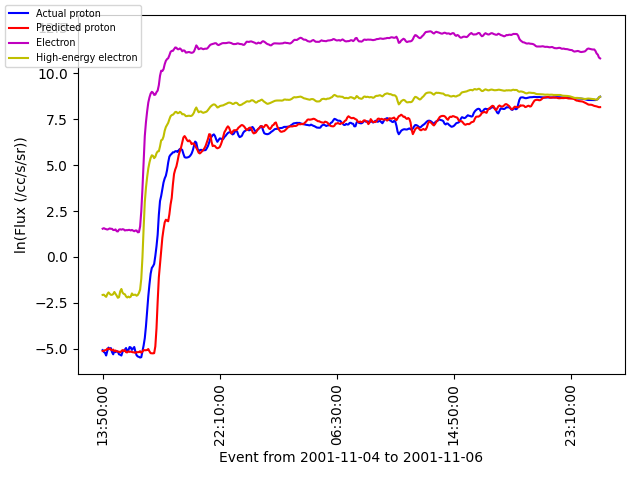 Actual proton
Predicted proton
Electron
High-energy electron
10.0
7.5
5.0
2.5
0.0
−2.5
−5.0
ln(Flux (/cc/s/sr))
13:50:00
22:10:00
06:30:00
14:50:00
23:10:00
Event from 2001-11-04 to 2001-11-06